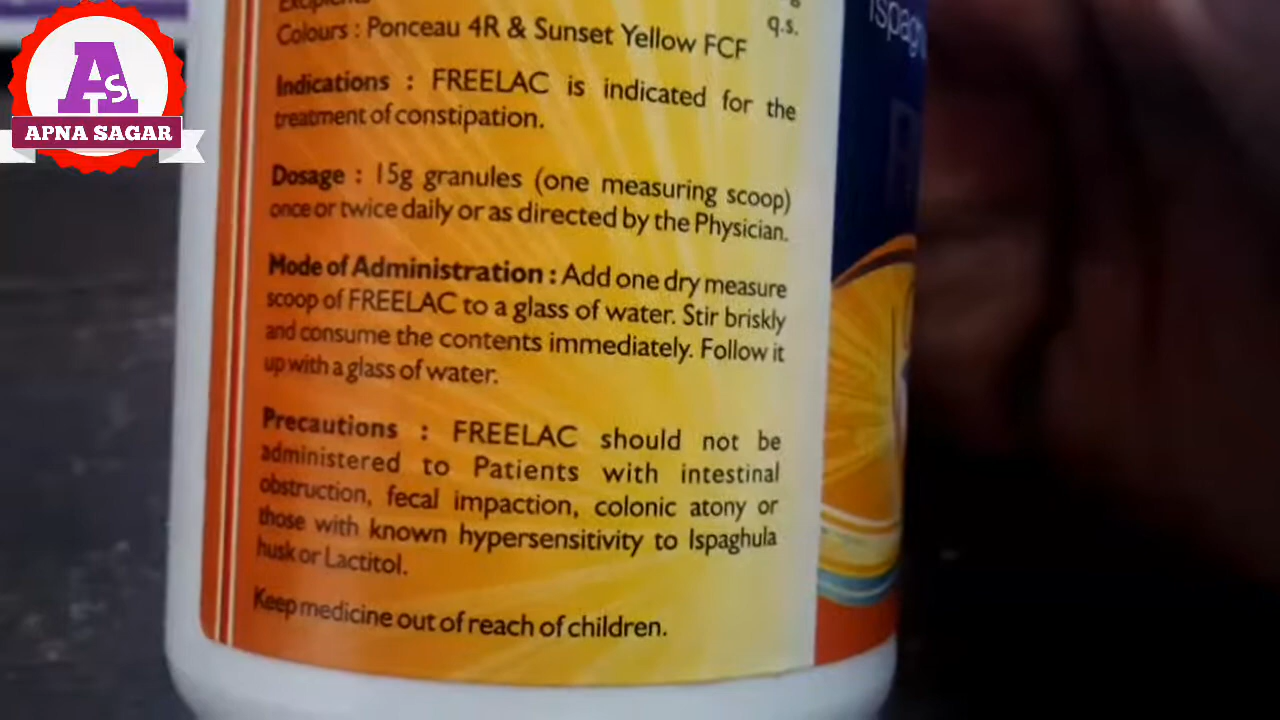 AS
APNA SAGAR
Excipients
q.s.
Colours : Ponceau 4R & Sunset Yellow FCF
Indications : FREELAC is indicated for the
treatment of constipation.
Dosage : 15g granules (one measuring scoop)
once or twice daily or as directed by the Physician.
Mode of Administration : Add one dry measure
scoop of FREELAC to a glass of water. Stir briskly
and consume the contents immediately. Follow it
up with a glass of water.
Precautions : FREELAC should not be
administered to Patients with intestinal
obstruction, fecal impaction, colonic atony or
those with known hypersensitivity to Ispaghula
husk or Lactitol.
Keep medicine out of reach of children.